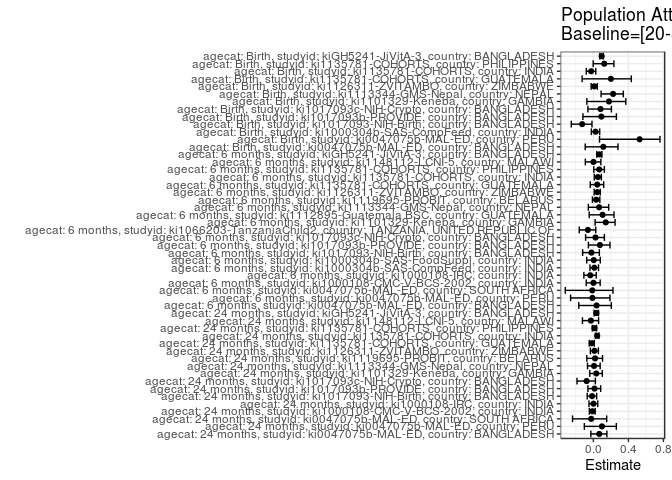 Population Att
Baseline=[20-
agecat: Birth, studyid: kiGH5241-JiVitA-3, country: BANGLADESH
agecat: Birth, studyid: ki1135781-COHORTS, country: PHILIPPINES
agecat: Birth, studyid: ki1135781-COHORTS, country: INDIA
agecat: Birth, studyid: ki1135781-COHORTS, country: GUATEMALA
agecat: Birth, studyid: ki1126311-ZVITAMBO, country: ZIMBABWE
agecat: Birth, studyid: ki1113344-GMS-Nepal, country: NEPAL
agecat: Birth, studyid: ki1101329-Keneba, country: GAMBIA
agecat: Birth, studyid: ki1017093c-NIH-Crypto, country: BANGLADESH
agecat: Birth, studyid: ki1017093b-PROVIDE, country: BANGLADESH
agecat: Birth, studyid: ki1017093-NIH-Birth, country: BANGLADESH
agecat: Birth, studyid: ki1000304b-SAS-CompFeed, country: INDIA
agecat: Birth, studyid: ki0047075b-MAL-ED, country: PERU
agecat: Birth, studyid: ki0047075b-MAL-ED, country: BANGLADESH
agecat: 6 months, studyid: kiGH5241-JiVitA-3, country: BANGLADESH
agecat: 6 months, studyid: ki1148112-LCNI-5, country: MALAWI
agecat: 6 months, studyid: ki1135781-COHORTS, country: PHILIPPINES
agecat: 6 months, studyid: ki1135781-COHORTS, country: INDIA
agecat: 6 months, studyid: ki1135781-COHORTS, country: GUATEMALA
agecat: 6 months, studyid: ki1126311-ZVITAMBO, country: ZIMBABWE
agecat: 6 months, studyid: ki1119695-PROBIT, country: BELARUS
agecat: 6 months, studyid: ki1113344-GMS-Nepal, country: NEPAL
agecat: 6 months, studyid: ki1112895-Guatemala BSC, country: GUATEMALA
agecat: 6 months, studyid: ki1101329-Keneba, country: GAMBIA
agecat: 6 months, studyid: ki1066203-TanzaniaChild2, country: TANZANIA, UNITED REPUBLIC OF
agecat: 6 months, studyid: ki1017093c-NIH-Crypto, country: BANGLADESH
agecat: 6 months, studyid: ki1017093b-PROVIDE, country: BANGLADESH
agecat: 6 months, studyid: ki1017093-NIH-Birth, country: BANGLADESH
agecat: 6 months, studyid: ki1000304b-SAS-FoodSuppl, country: INDIA
agecat: 6 months, studyid: ki1000304b-SAS-CompFeed, country: INDIA
agecat: 6 months, studyid: ki1000108-IRC, country: INDIA
agecat: 6 months, studyid: ki1000108-CMC-V-BCS-2002, country: INDIA
agecat: 6 months, studyid: ki0047075b-MAL-ED, country: SOUTH AFRICA
agecat: 6 months, studyid: ki0047075b-MAL-ED, country: PERU
agecat: 6 months, studyid: ki0047075b-MAL-ED, country: BANGLADESH
agecat: 24 months, studyid: kiGH5241-JiVitA-3, country: BANGLADESH
agecat: 24 months, studyid: ki1148112-LCNI-5, country: MALAWI
agecat: 24 months, studyid: ki1135781-COHORTS, country: PHILIPPINES
agecat: 24 months, studyid: ki1135781-COHORTS, country: INDIA
agecat: 24 months, studyid: ki1135781-COHORTS, country: GUATEMALA
agecat: 24 months, studyid: ki1126311-ZVITAMBO, country: ZIMBABWE
agecat: 24 months, studyid: ki1119695-PROBIT, country: BELARUS
agecat: 24 months, studyid: ki1113344-GMS-Nepal, country: NEPAL
agecat: 24 months, studyid: ki1101329-Keneba, country: GAMBIA
agecat: 24 months, studyid: ki1017093c-NIH-Crypto, country: BANGLADESH
agecat: 24 months, studyid: ki1017093b-PROVIDE, country: BANGLADESH
agecat: 24 months, studyid: ki1017093-NIH-Birth, country: BANGLADESH
agecat: 24 months, studyid: ki1000108-IRC, country: INDIA
agecat: 24 months, studyid: ki1000108-CMC-V-BCS-2002, country: INDIA
agecat: 24 months, studyid: ki0047075b-MAL-ED, country: SOUTH AFRICA
agecat: 24 months, studyid: ki0047075b-MAL-ED, country: PERU
agecat: 24 months, studyid: ki0047075b-MAL-ED, country: BANGLADESH
0.0 0.4 0.8
Estimate